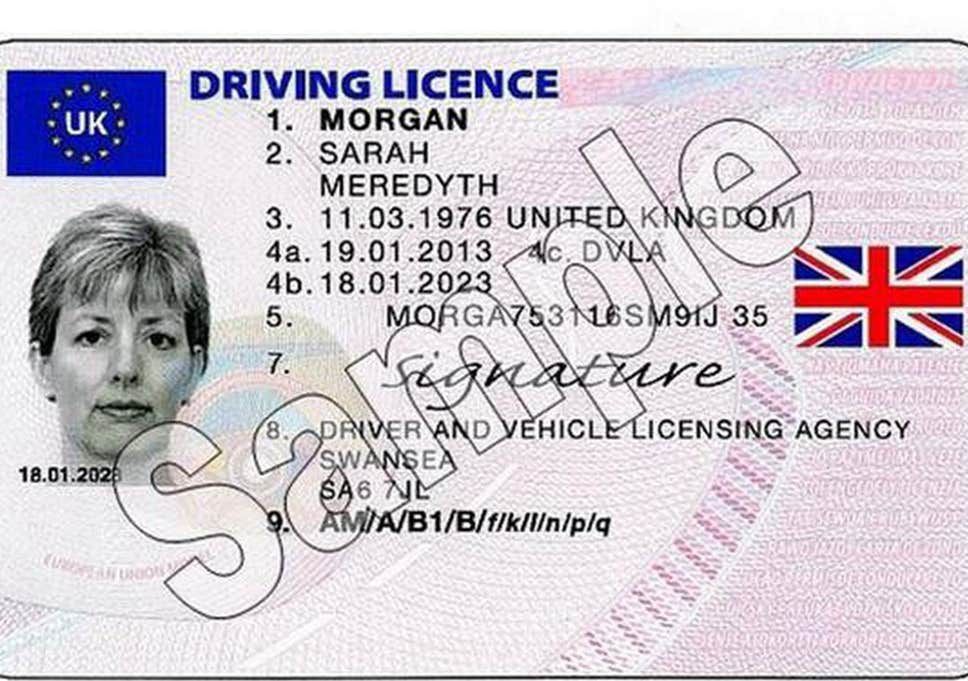 DRIVING LICENCE
UK
1. MORGAN
2. SARAH
MEREDYTH
3. 11.03.1976 UNITED KINGDOM
4a. 19.01.2013 4c. DVLA
4b. 18.01.2023
5. MORGA753116SM9IJ 35
7. Signature
8. DRIVER AND VEHICLE LICENSING AGENCY
SWANSEA
SA6 7JL
18.01.2023
9. AM/A/B1/B/f/k/l/n/p/q
EUROPEAN UNION
Sample